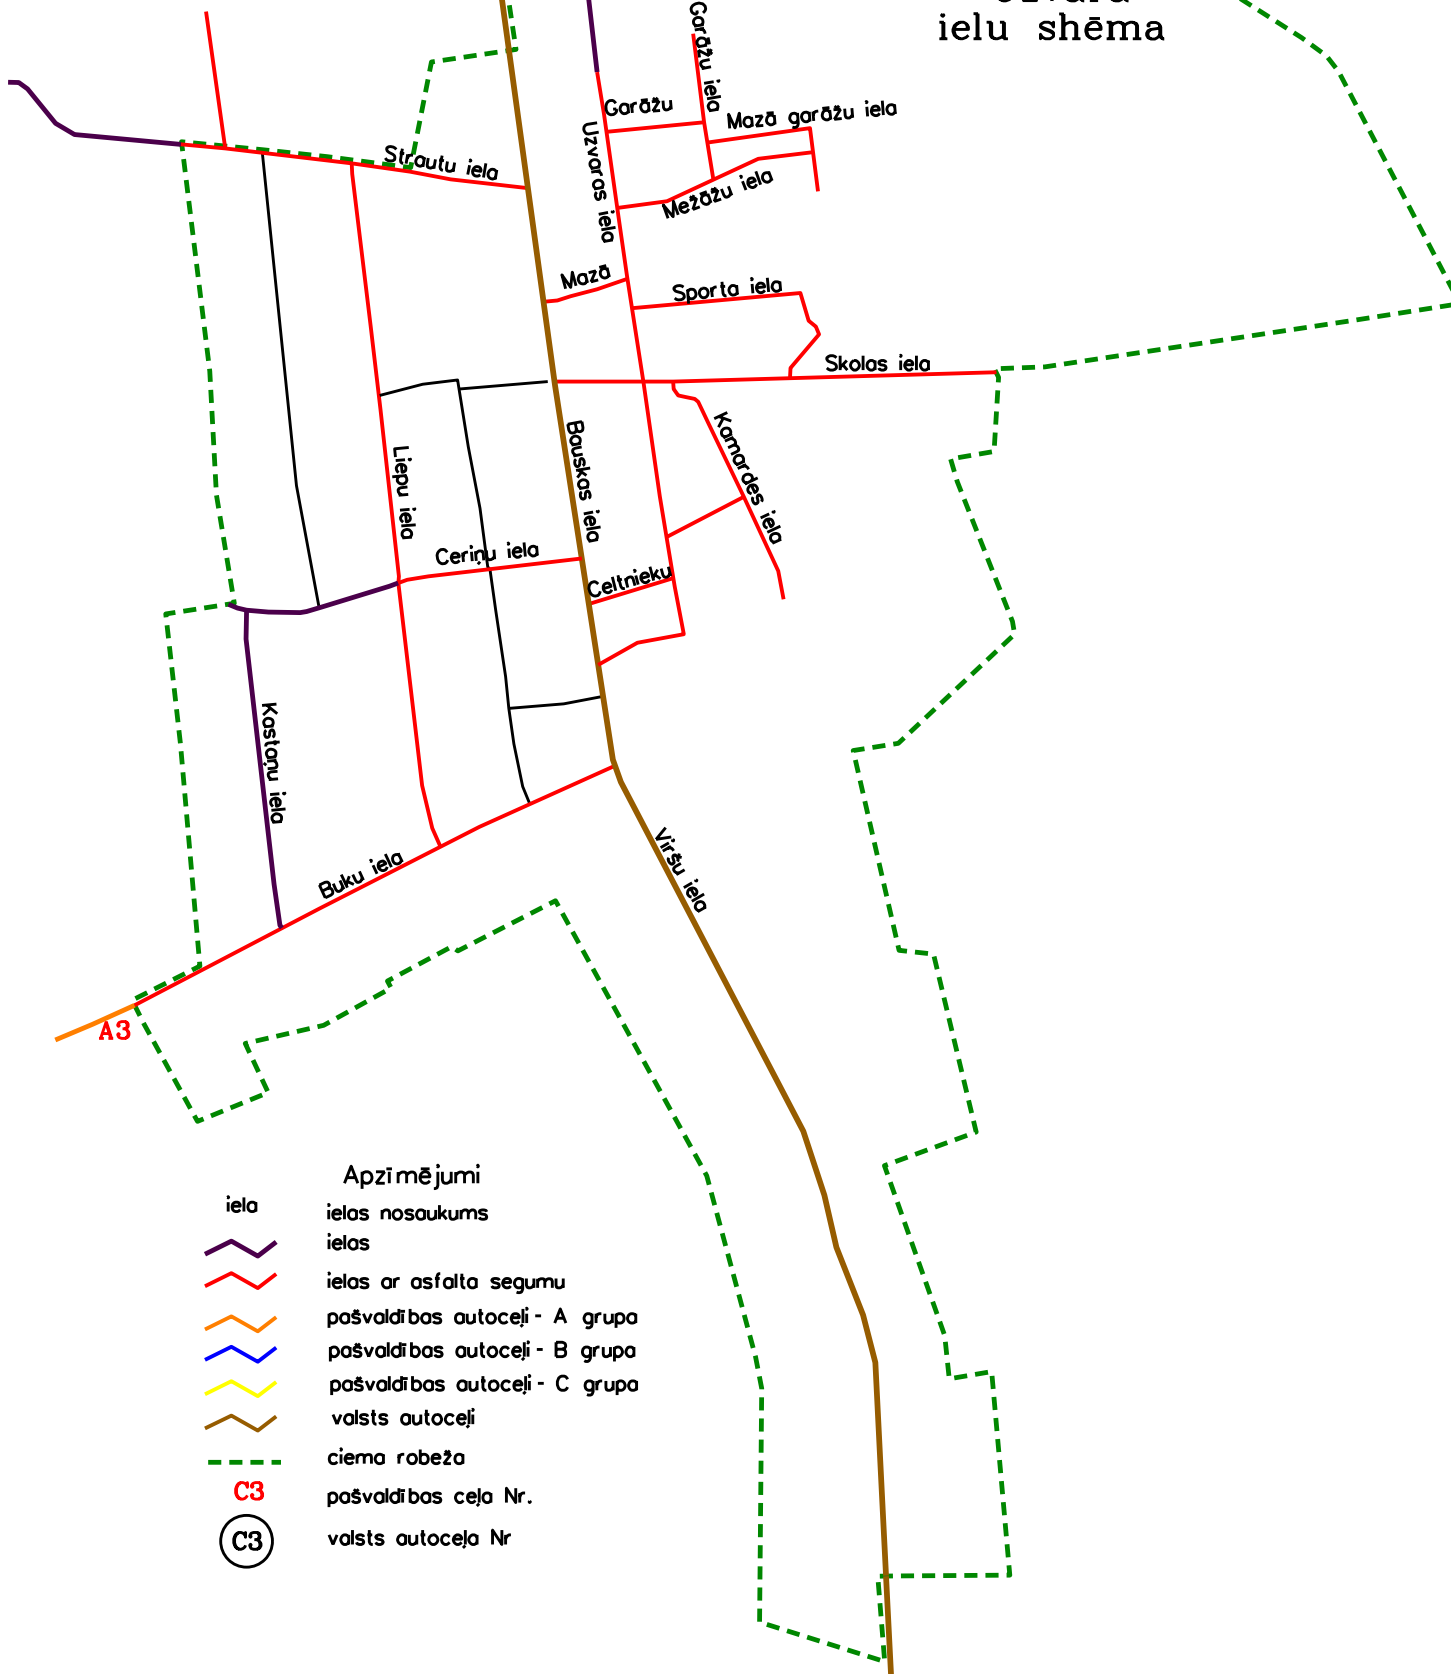 ielu shēma
Garāžu iela
Garāžu
Mazā garāžu iela
Uzvaras iela
Strautu iela
Mežāžu iela
Mazā
Sporta iela
Skolas iela
Kamardes iela
Bauskas iela
Liepu iela
Ceriņu iela
Celtnieku
Kastaņu iela
Viršu iela
Buku iela
A3
Apzīmējumi
iela
ielas nosaukums
ielas
ielas ar asfalta segumu
pašvaldības autoceļi - A grupa
pašvaldības autoceļi - B grupa
pašvaldības autoceļi - C grupa
valsts autoceļi
ciema robeža
C3 pašvaldības ceļa Nr.
C3 valsts autoceļa Nr